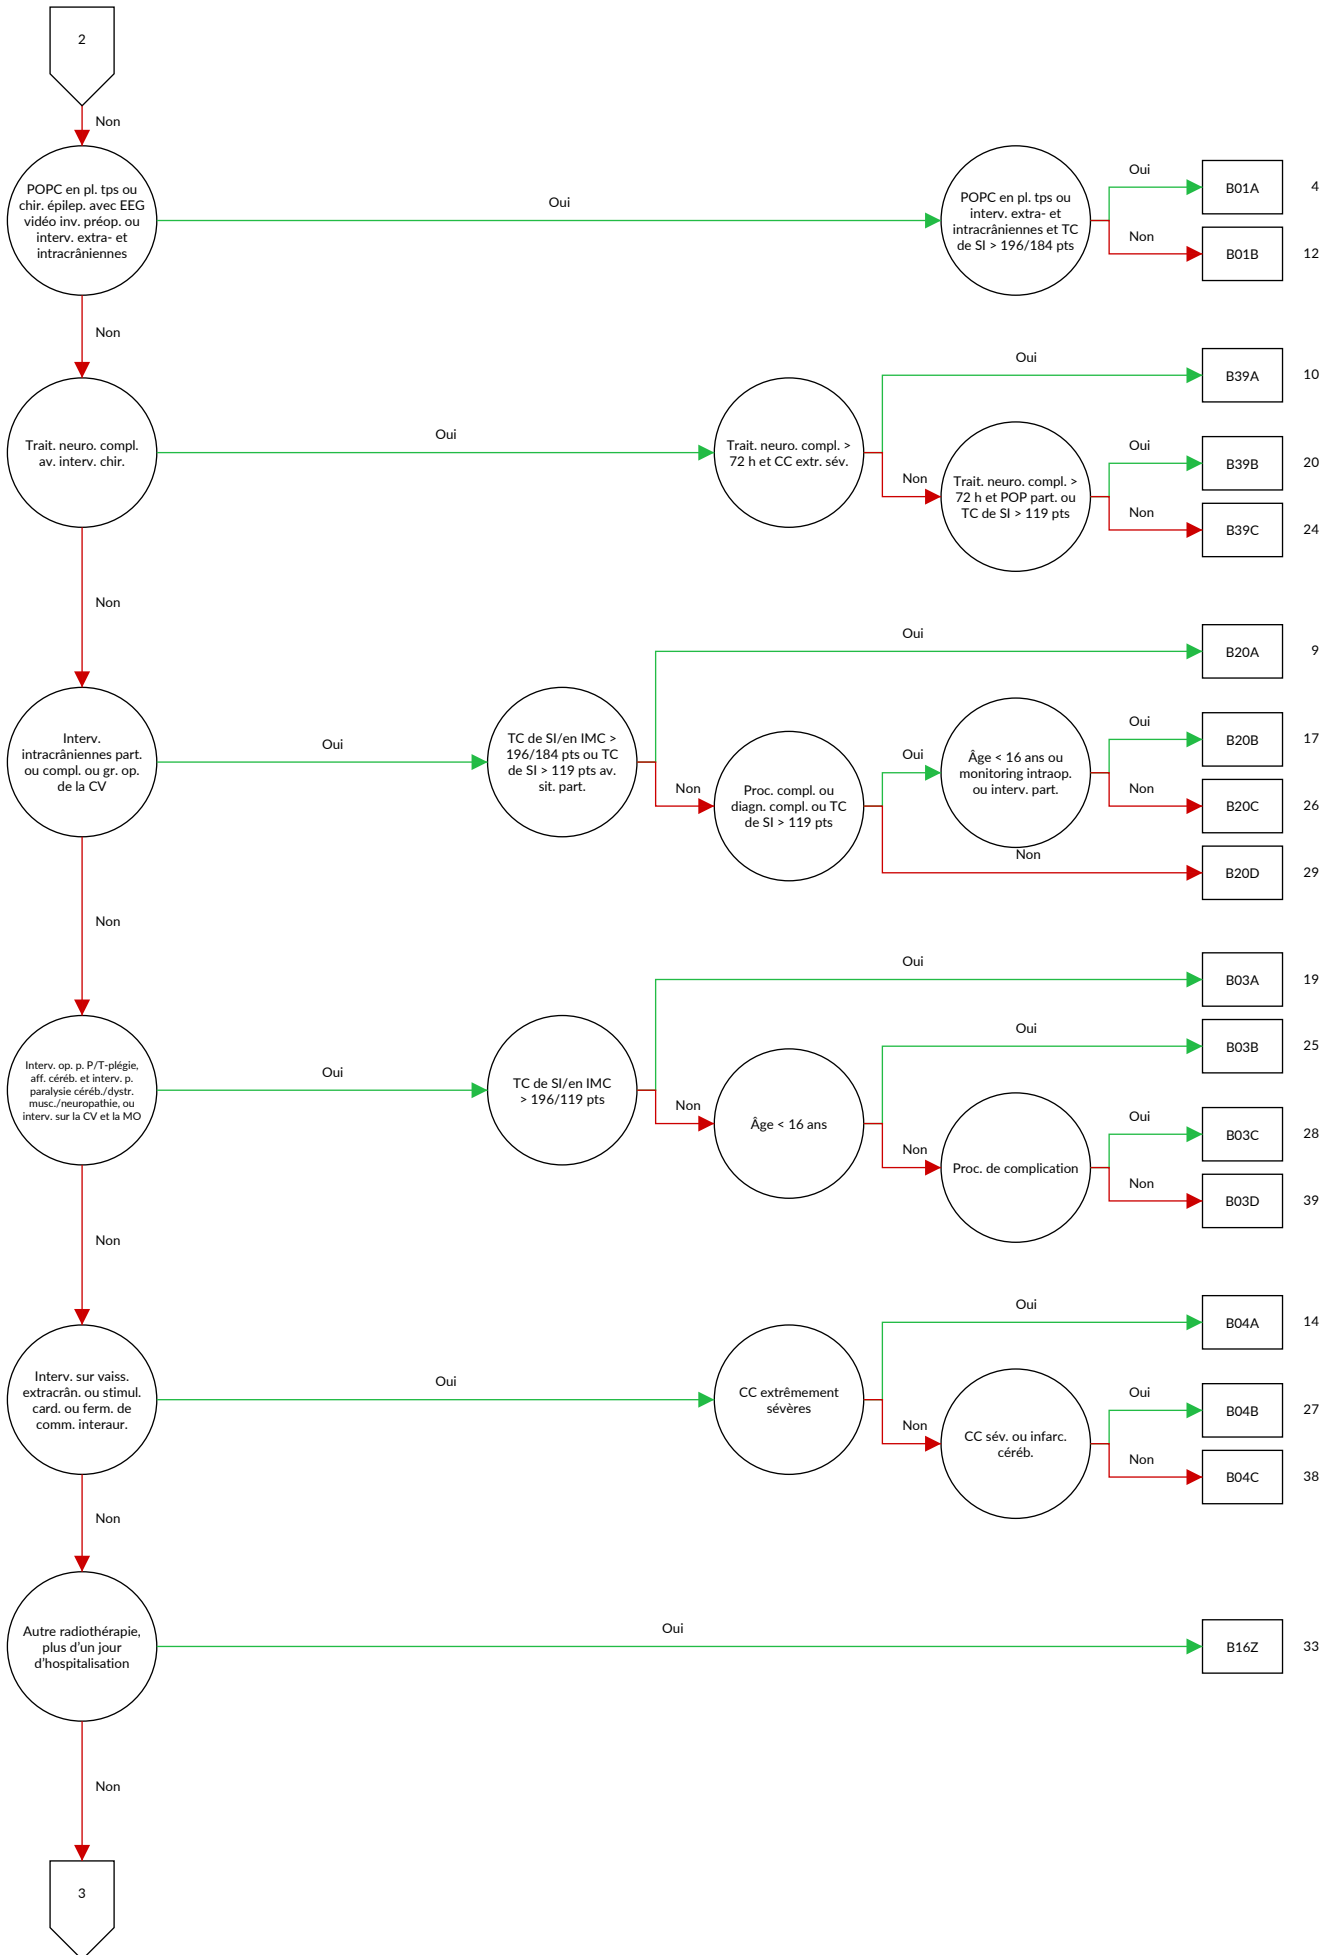 2
Non
POPC en pl. tps ou
chir. épilep. avec EEG
vidéo inv. préop. ou
interv. extra- et
intracrâniennes
Oui
POPC en pl. tps ou
interv. extra- et
intracrâniennes et TC
de SI > 196/184 pts
Oui
B01A
4
Non
B01B
12
Non
Trait. neuro. compl.
av. interv. chir.
Oui
Trait. neuro. compl. >
72 h et CC extr. sév.
Oui
B39A
10
Non
Trait. neuro. compl. >
72 h et POP part. ou
TC de SI > 119 pts
Oui
B39B
20
Non
B39C
24
Non
Interv.
intracrâniennes part.
ou compl. ou gr. op.
de la CV
Oui
TC de SI/en IMC >
196/184 pts ou TC
de SI > 119 pts av.
sit. part.
Oui
B20A
9
Non
Proc. compl. ou
diagn. compl. ou TC
de SI > 119 pts
Oui
Âge < 16 ans ou
monitoring intraop.
ou interv. part.
Oui
B20B
17
Non
B20C
26
Non
B20D
29
Non
Interv. op. p. P/T-plégie,
aff. céréb. et interv. p.
paralysie céréb./dystr.
musc./neuropathie, ou
interv. sur la CV et la MO
Oui
TC de SI/en IMC
> 196/119 pts
Oui
B03A
19
Non
Âge < 16 ans
Oui
B03B
25
Non
Proc. de complication
Oui
B03C
28
Non
B03D
39
Non
Interv. sur vaiss.
extracrân. ou stimul.
card. ou ferm. de
comm. interaur.
Oui
CC extrêmement
sévères
Oui
B04A
14
Non
CC sév. ou infarc.
céréb.
Oui
B04B
27
Non
B04C
38
Non
Autre radiothérapie,
plus d'un jour
d'hospitalisation
Oui
B16Z
33
Non
3